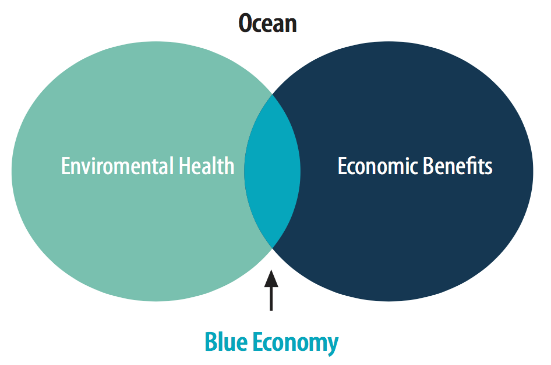 Ocean
Enviromental Health
Economic Benefits
Blue Economy